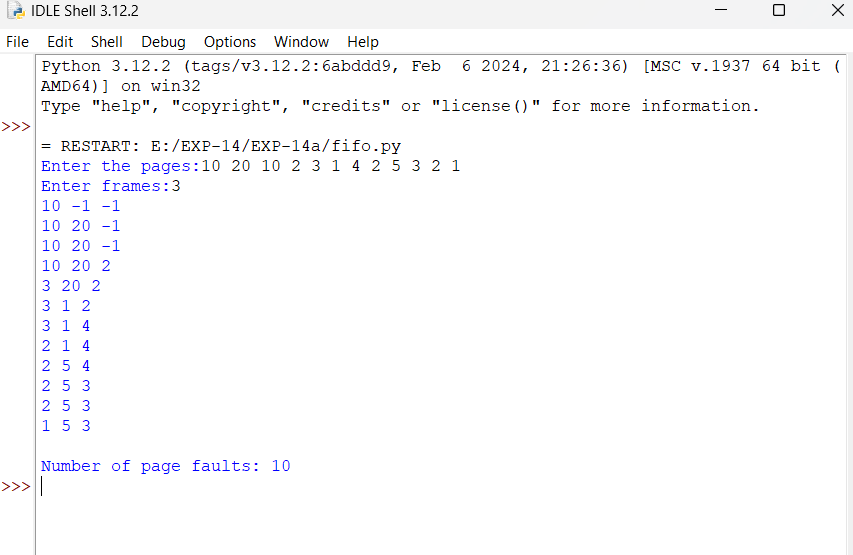 IDLE Shell 3.12.2
File Edit Shell Debug Options Window Help
Python 3.12.2 (tags/v3.12.2:6abddd9, Feb  6 2024, 21:26:36) [MSC v.1937 64 bit (
AMD64)] on win32
Type "help", "copyright", "credits" or "license()" for more information.
>>>
= RESTART: E:/EXP-14/EXP-14a/fifo.py
Enter the pages:10 20 10 2 3 1 4 2 5 3 2 1
Enter frames:3
10 -1 -1
10 20 -1
10 20 -1
10 20 2
3 20 2
3 1 2
3 1 4
2 1 4
2 5 4
2 5 3
2 5 3
1 5 3
Number of page faults: 10
>>>